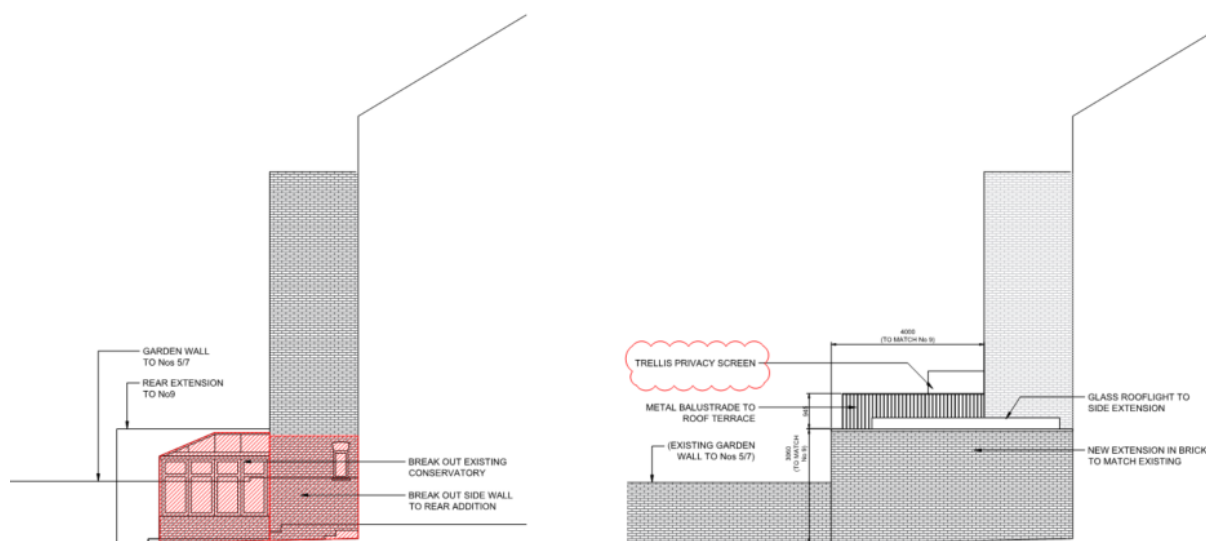 GARDEN WALL
TO Nos 5/7
REAR EXTENSION
TO No9
BREAK OUT EXISTING
CONSERVATORY
BREAK OUT SIDE WALL
TO REAR ADDITION
4000
(TO MATCH No 9)
TRELLIS PRIVACY SCREEN
METAL BALUSTRADE TO
ROOF TERRACE
GLASS ROOFLIGHT TO
SIDE EXTENSION
(EXISTING GARDEN
WALL TO Nos 5/7)
(TO MATCH
No 9)
NEW EXTENSION IN BRICK
TO MATCH EXISTING